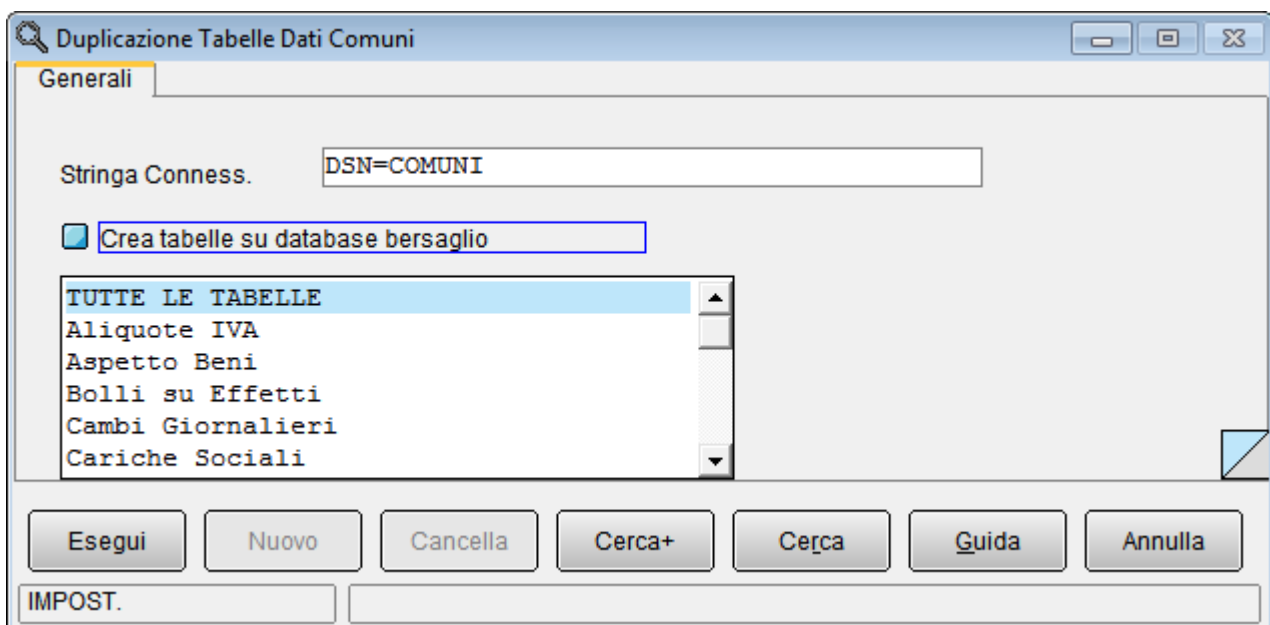 Duplicazione Tabelle Dati Comuni
Generali
Stringa Conness. DSN=COMUNI
Crea tabelle su database bersaglio
TUTTE LE TABELLE
Aliquote IVA
Aspetto Beni
Bolli su Effetti
Cambi Giornalieri
Cariche Sociali
Esegui Nuovo Cancella Cerca+ Cerca Guida Annulla
IMPOST.